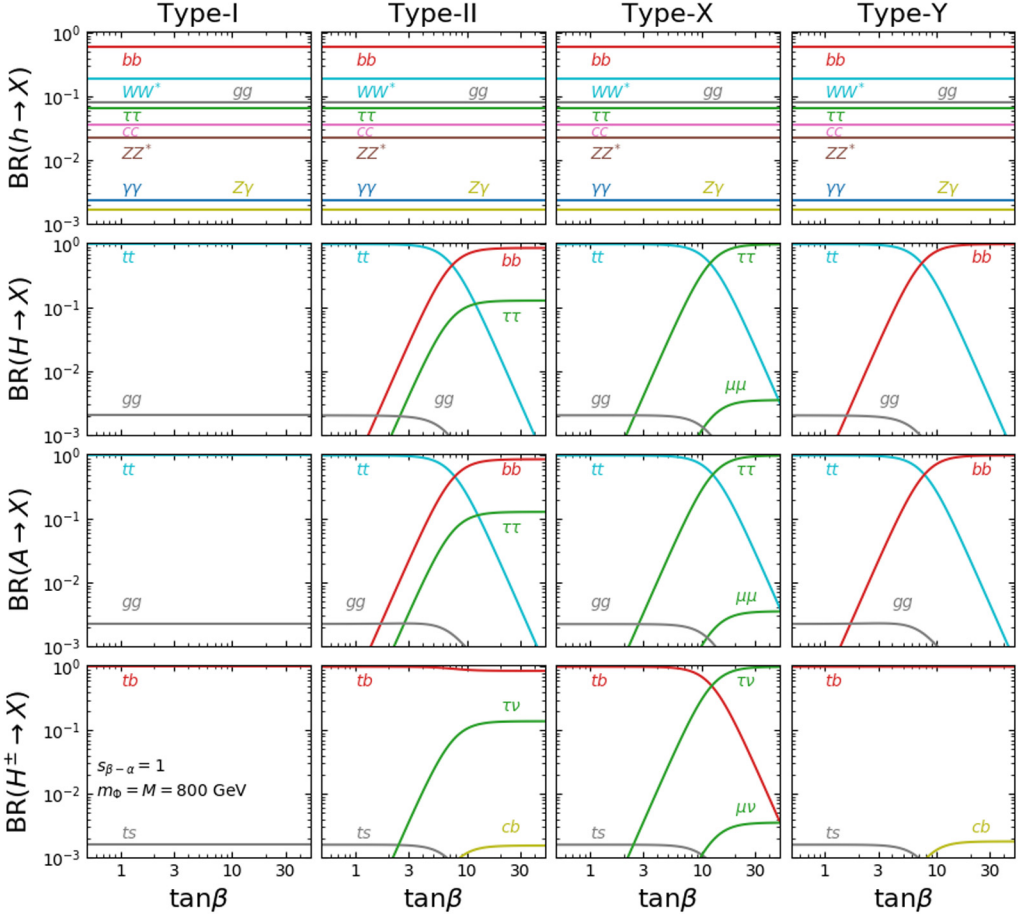 Type-I Type-II Type-X Type-Y
BR(h → X)
10⁰
10⁻¹
10⁻²
10⁻³
bb
WW* gg
ττ
cc
ZZ*
γγ Zγ
bb
WW* gg
ττ
cc
ZZ*
γγ Zγ
bb
WW* gg
ττ
cc
ZZ*
γγ Zγ
bb
WW* gg
ττ
cc
ZZ*
γγ Zγ
BR(H → X)
10⁰
10⁻¹
10⁻²
10⁻³
tt
gg
tt
bb
ττ
gg
tt
ττ
μμ
gg
tt bb
gg
BR(A → X)
10⁰
10⁻¹
10⁻²
10⁻³
tt
gg
tt bb
ττ
gg
tt ττ
μμ
gg
tt bb
gg
BR(H± → X)
10⁰
10⁻¹
10⁻²
10⁻³
tb
s_{β−α} = 1
m_Φ = M = 800 GeV
ts
tb
τν
cb
ts
tb τν
μν
ts
tb
cb
ts
1 3 10 30
1 3 10 30
1 3 10 30
1 3 10 30
tanβ tanβ tanβ tanβ